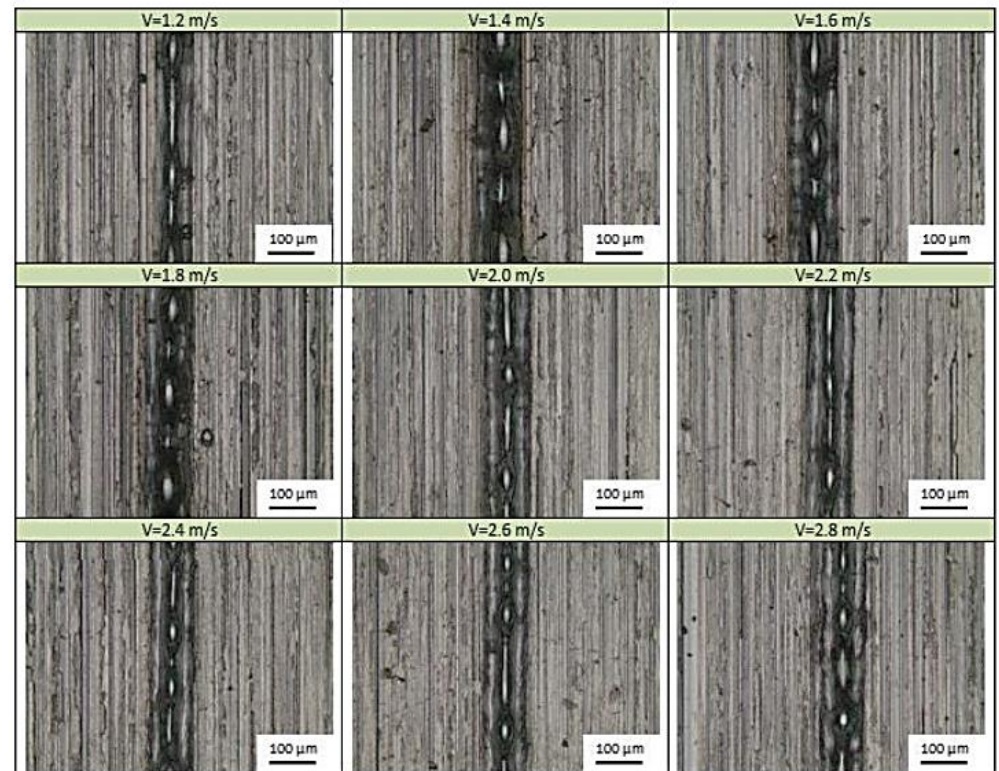 V=1.2 m/s
V=1.4 m/s
V=1.6 m/s
100 µm
100 µm
100 µm
V=1.8 m/s
V=2.0 m/s
V=2.2 m/s
100 µm
100 µm
100 µm
V=2.4 m/s
V=2.6 m/s
V=2.8 m/s
100 µm
100 µm
100 µm